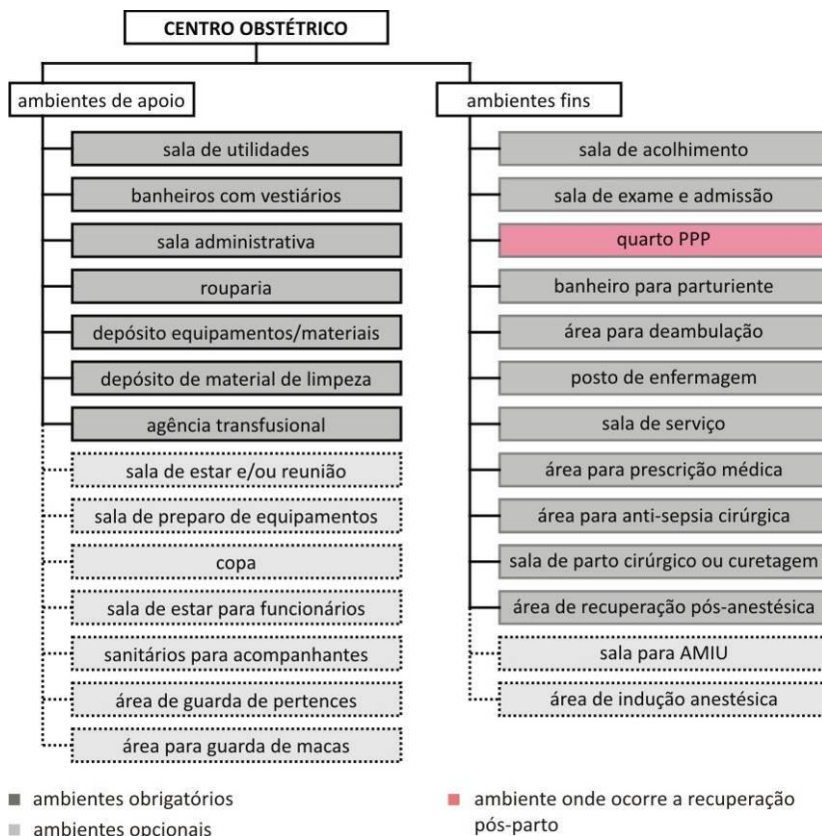 CENTRO OBSTÉTRICO
ambientes de apoio
sala de utilidades
banheiros com vestiários
sala administrativa
rouparia
depósito equipamentos/materiais
depósito de material de limpeza
agência transfusional
sala de estar e/ou reunião
sala de preparo de equipamentos
copa
sala de estar para funcionários
sanitários para acompanhantes
área de guarda de pertences
área para guarda de macas
ambientes fins
sala de acolhimento
sala de exame e admissão
quarto PPP
banheiro para parturiente
área para deambulação
posto de enfermagem
sala de serviço
área para prescrição médica
área para anti-sepsia cirúrgica
sala de parto cirúrgico ou curetagem
área de recuperação pós-anestésica
sala para AMIU
área de indução anestésica
ambientes obrigatórios
ambientes opcionais
ambiente onde ocorre a recuperação
pós-parto